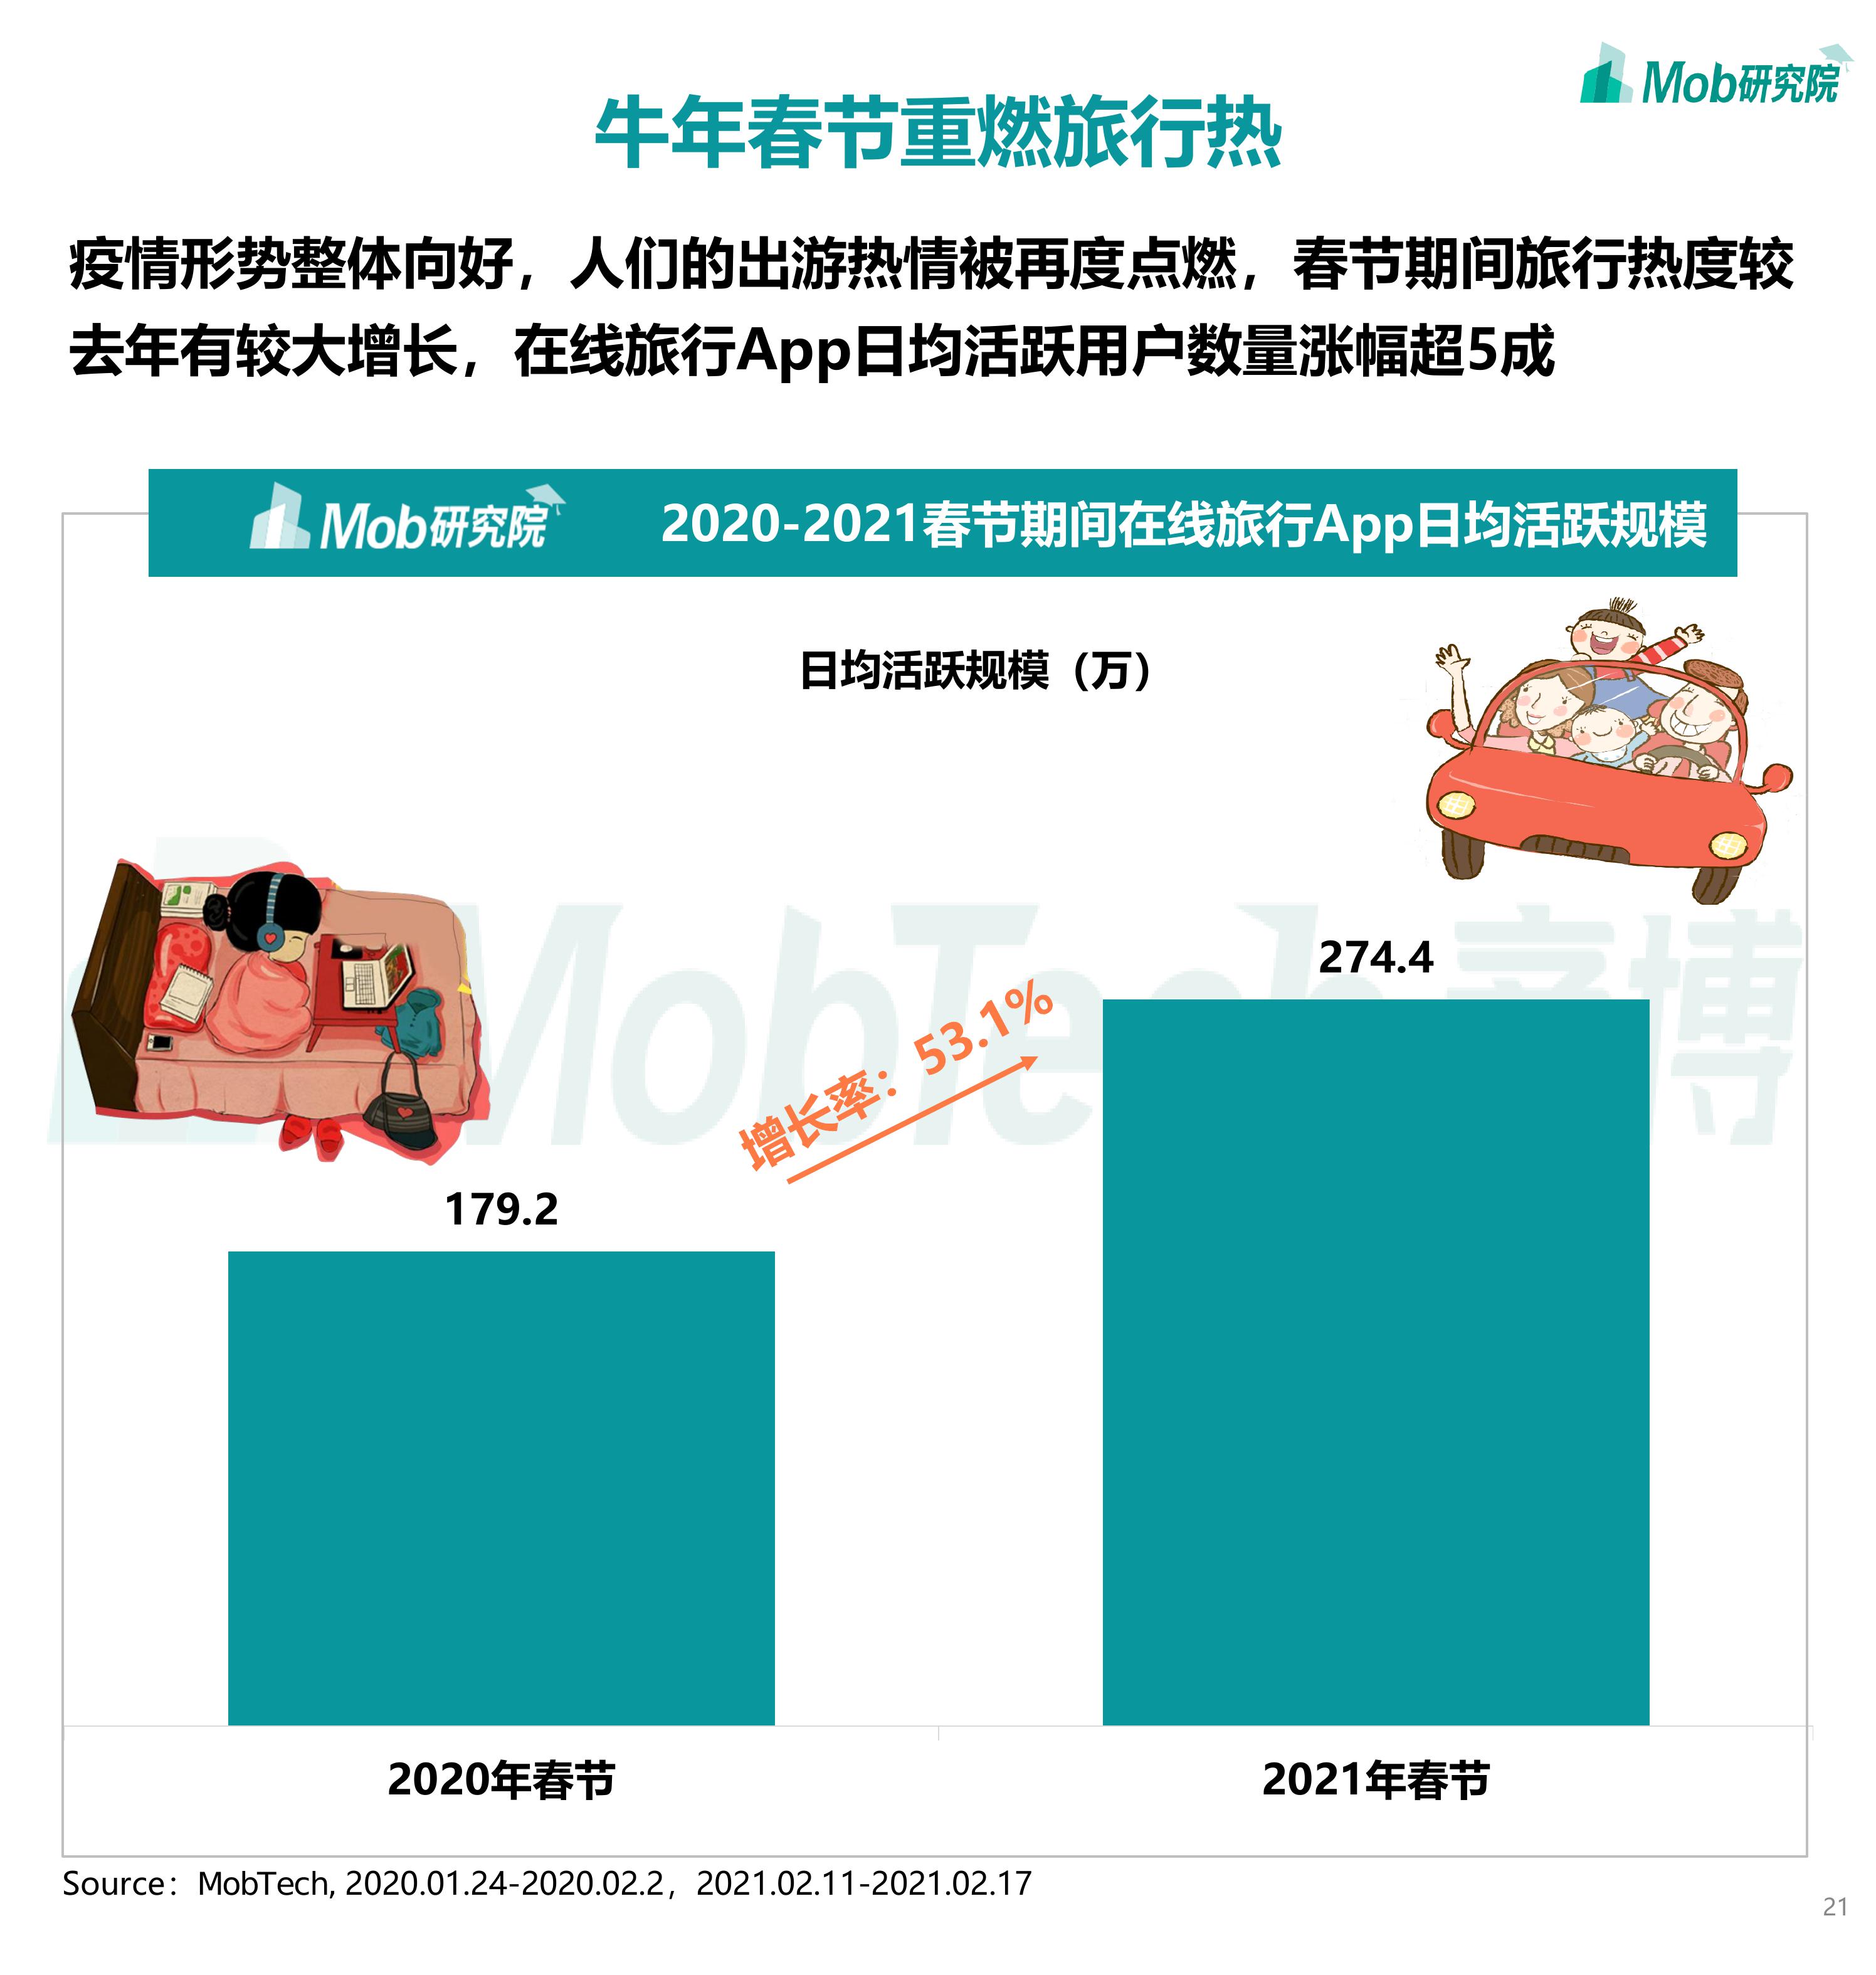 Mob研究院
牛年春节重燃旅行热
疫情形势整体向好，人们的出游热情被再度点燃，春节期间旅行热度较
去年有较大增长，在线旅行App日均活跃用户数量涨幅超5成
Mob研究院
2020-2021春节期间在线旅行App日均活跃规模
日均活跃规模（万）
274.4
增长率：53.1%
179.2
2020年春节
2021年春节
Source：MobTech, 2020.01.24-2020.02.2，2021.02.11-2021.02.17
21